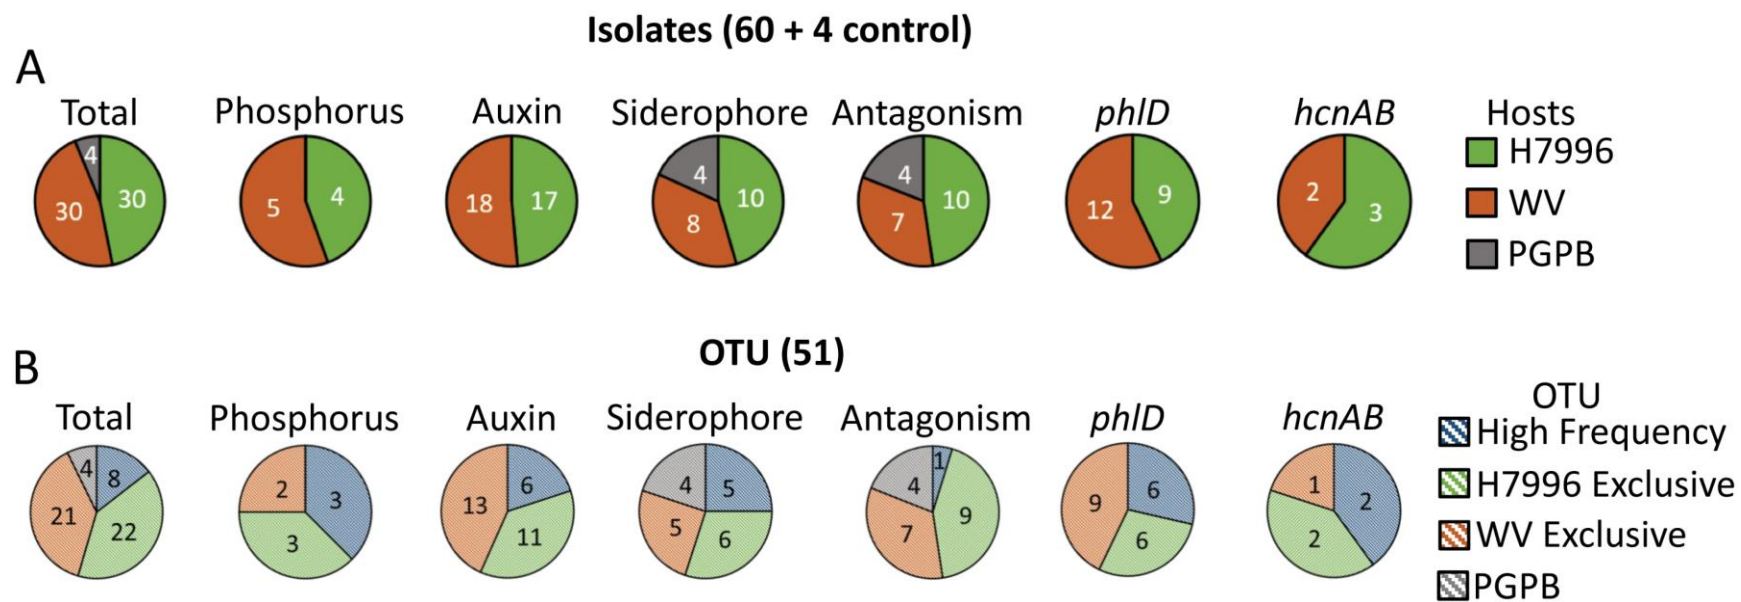 Isolates (60 + 4 control)
A
Total Phosphorus Auxin Siderophore Antagonism phlD hcnAB Hosts
4 30 30
5 4
18 17
4 10 8
4 10 7
12 9
2 3
H7996
WV
PGPB
OTU (51)
B
Total Phosphorus Auxin Siderophore Antagonism phlD hcnAB OTU
4 8 21 22
2 3 3
6 13 11
4 5 5 6
1 4 9 7
9 6 6
1 2 2
High Frequency
H7996 Exclusive
WV Exclusive
PGPB